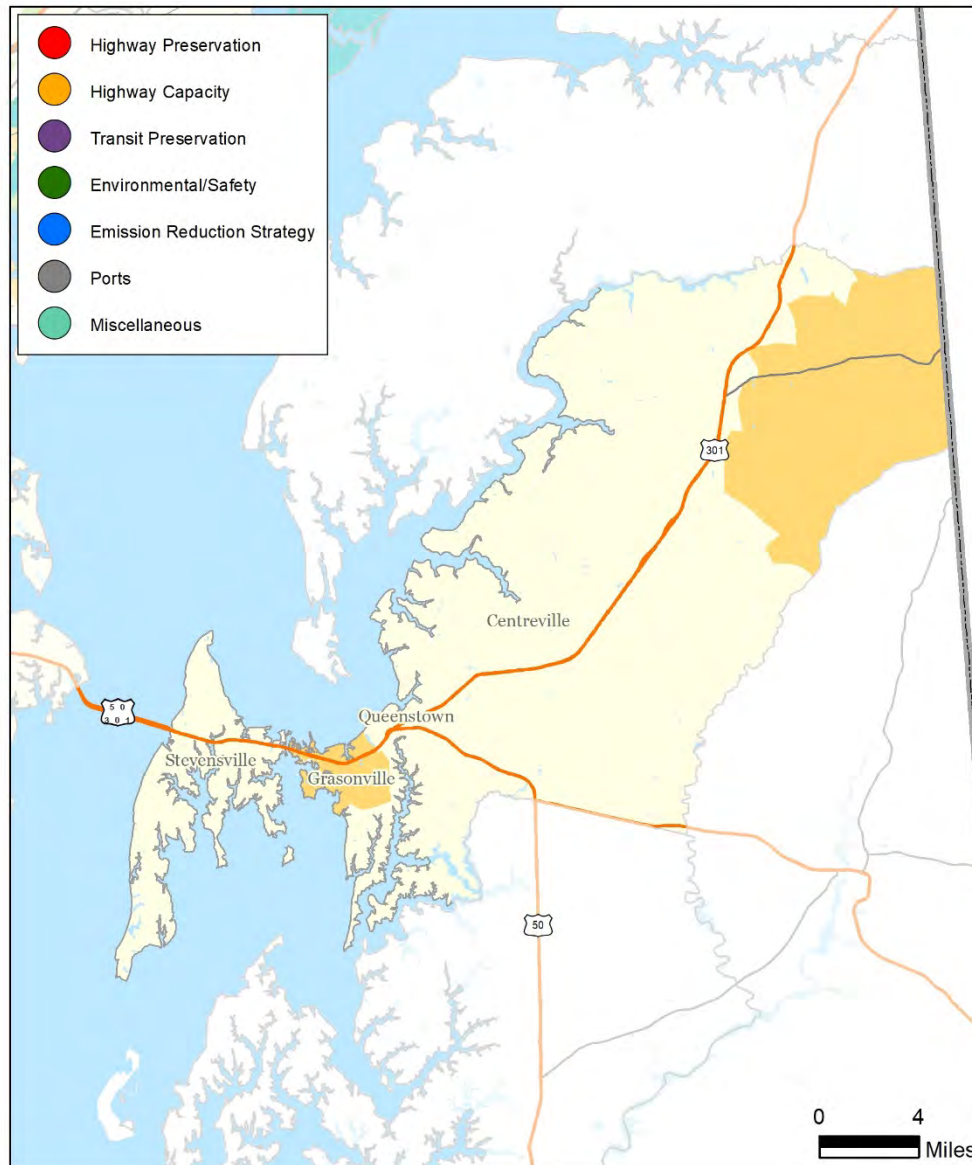 Highway Preservation
Highway Capacity
Transit Preservation
Environmental/Safety
Emission Reduction Strategy
Ports
Miscellaneous
301
Centreville
50
301
Queenstown
Stevensville
Grasonville
50
0 4
Miles